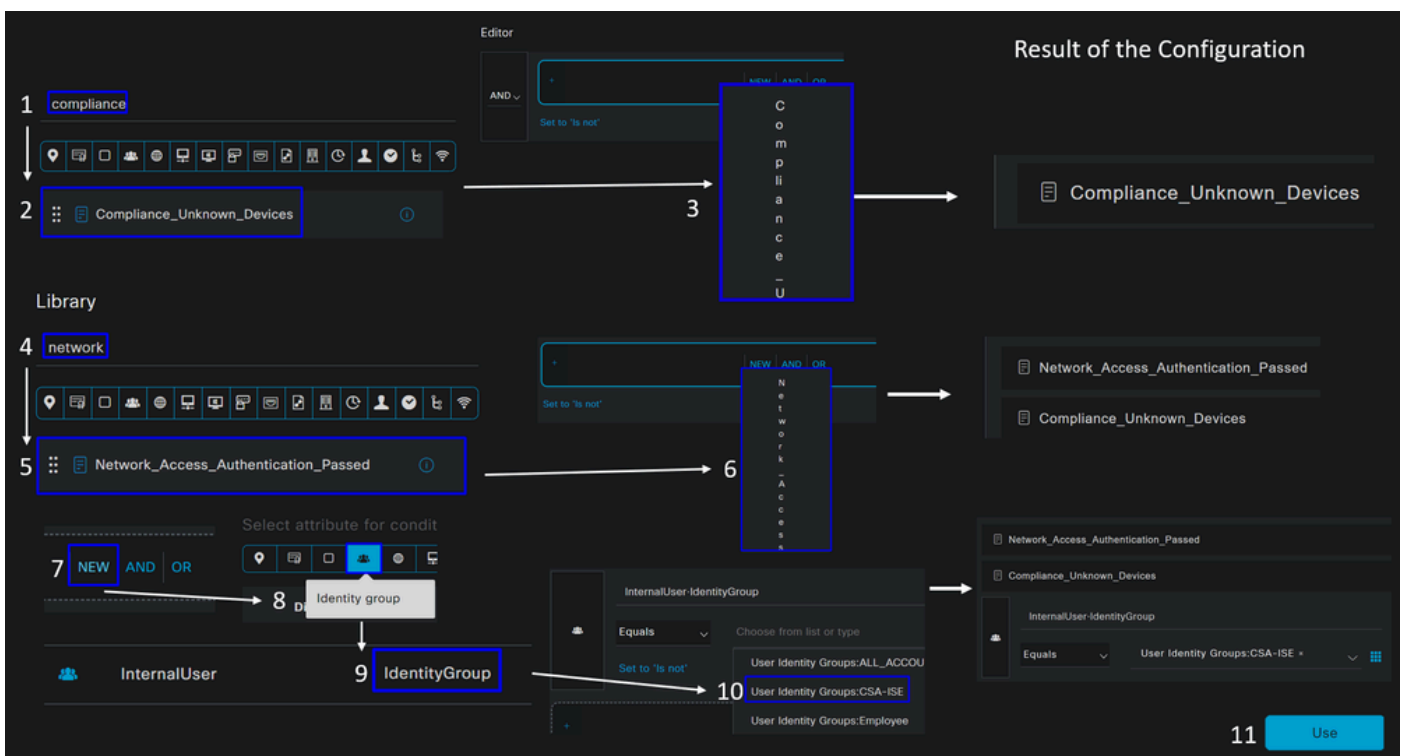 Editor
Result of the Configuration
1 compliance
AND
+
NEW AND OR
Set to 'Is not'
C
o
m
p
li
a
n
c
e
_
U
2 Compliance_Unknown_Devices
3
Compliance_Unknown_Devices
Library
4 network
+
NEW AND OR
Set to 'Is not'
N
e
t
w
o
r
k
_
A
c
c
e
s
s
Network_Access_Authentication_Passed
Compliance_Unknown_Devices
5 Network_Access_Authentication_Passed
6
7 NEW AND OR
Select attribute for condit
8 Di
Identity group
InternalUser
9 IdentityGroup
InternalUser·IdentityGroup
Equals
Choose from list or type
Set to 'Is not'
User Identity Groups:ALL_ACCOU
10 User Identity Groups:CSA-ISE
User Identity Groups:Employee
+
Network_Access_Authentication_Passed
Compliance_Unknown_Devices
InternalUser·IdentityGroup
Equals
User Identity Groups:CSA-ISE ×
11 Use